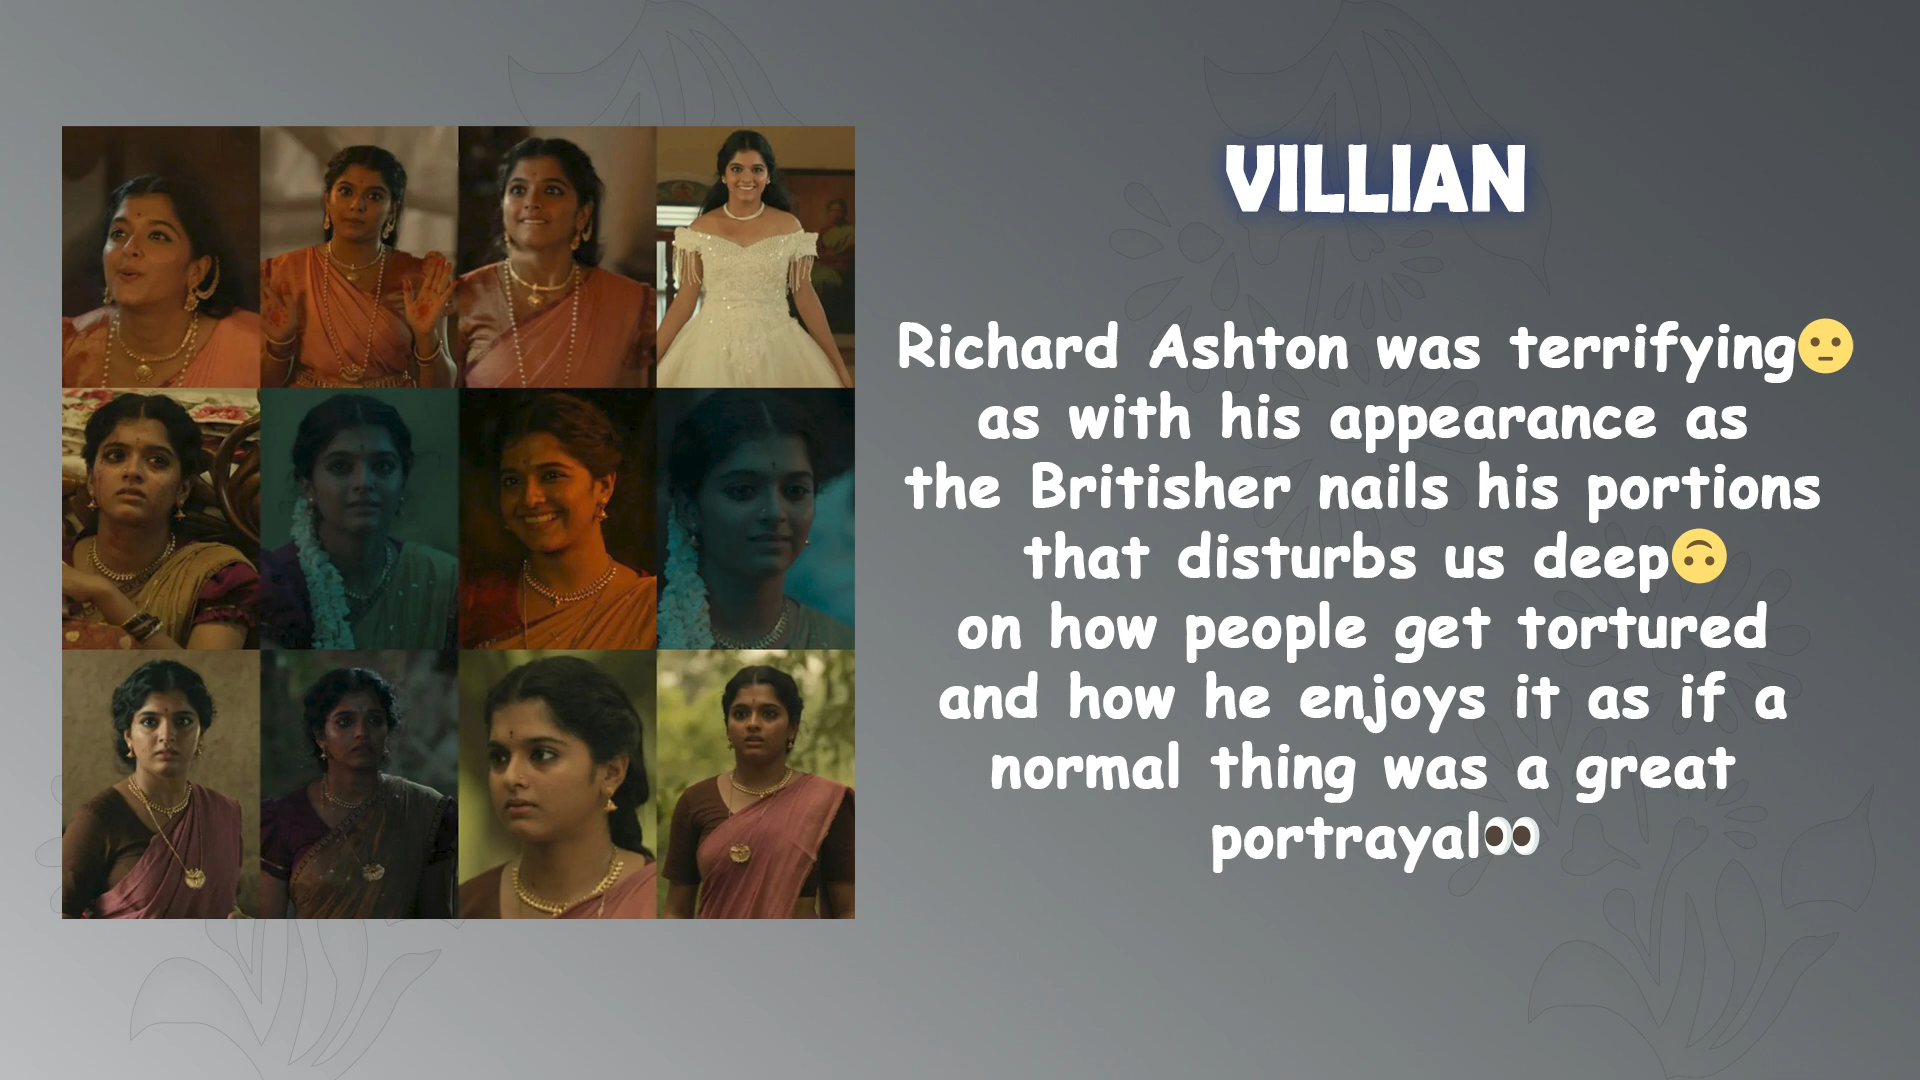 VILLIAN
Richard Ashton was terrifying😐
as with his appearance as
the Britisher nails his portions
that disturbs us deep🙃
on how people get tortured
and how he enjoys it as if a
normal thing was a great
portrayal👀